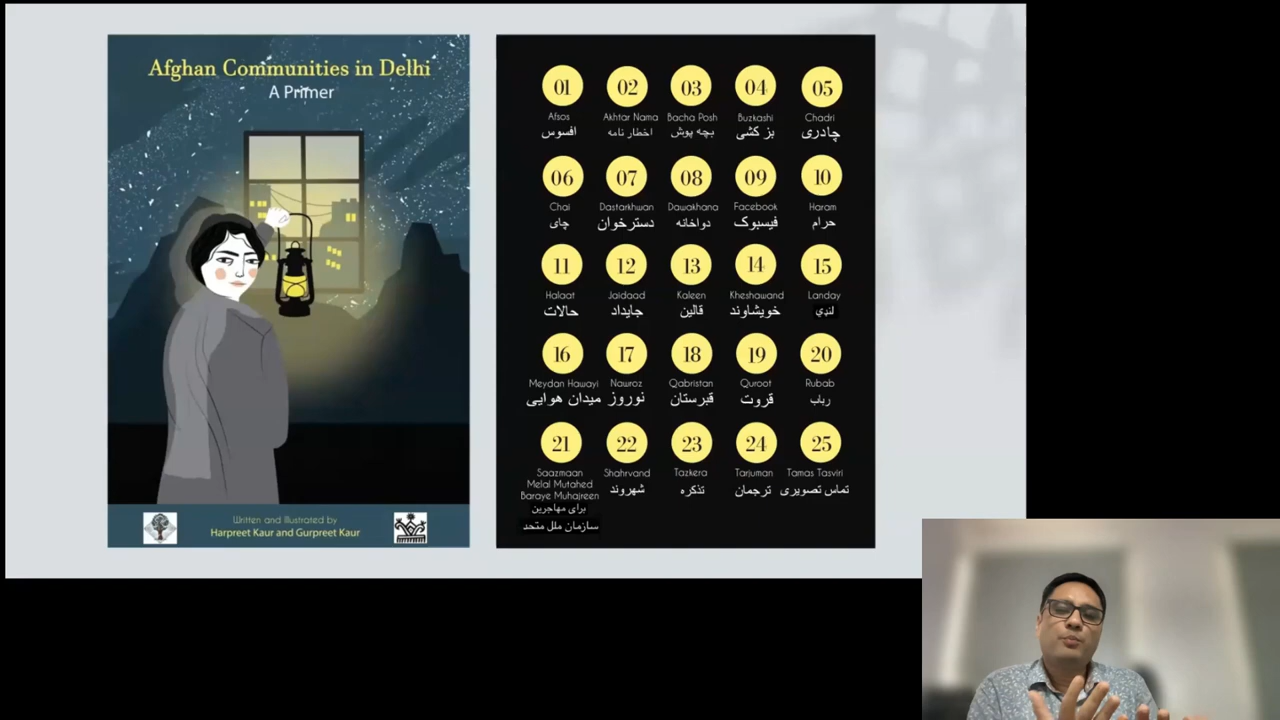 Afghan Communities in Delhi
A Primer
Written and Illustrated by
Harpreet Kaur and Gurpreet Kaur
01 02 03 04 05
Afsos Akhtar Nama Bacha Posh Buzkashi Chadri
افسوس اخطار نامه بچه پوش بز کشی چادری
06 07 08 09 10
Chai Dastarkhwan Dawakhana Facebook Haram
چای دسترخوان دواخانه فیسبوک حرام
11 12 13 14 15
Halaat Jaidaad Kaleen Kheshawand Landay
حالات جایداد قالین خویشاوند لنډۍ
16 17 18 19 20
Meydan Hawayi Nawroz Qabristan Quroot Rubab
میدان هوایی نوروز قبرستان قروت رباب
21 22 23 24 25
Saazmaan Shahrvand Tazkera Tarjuman Tamas Tasviri
Melal Mutahed
Baraye Muhajreen
شهروند تذکره ترجمان تماس تصویری
برای مهاجرین
سازمان ملل متحد